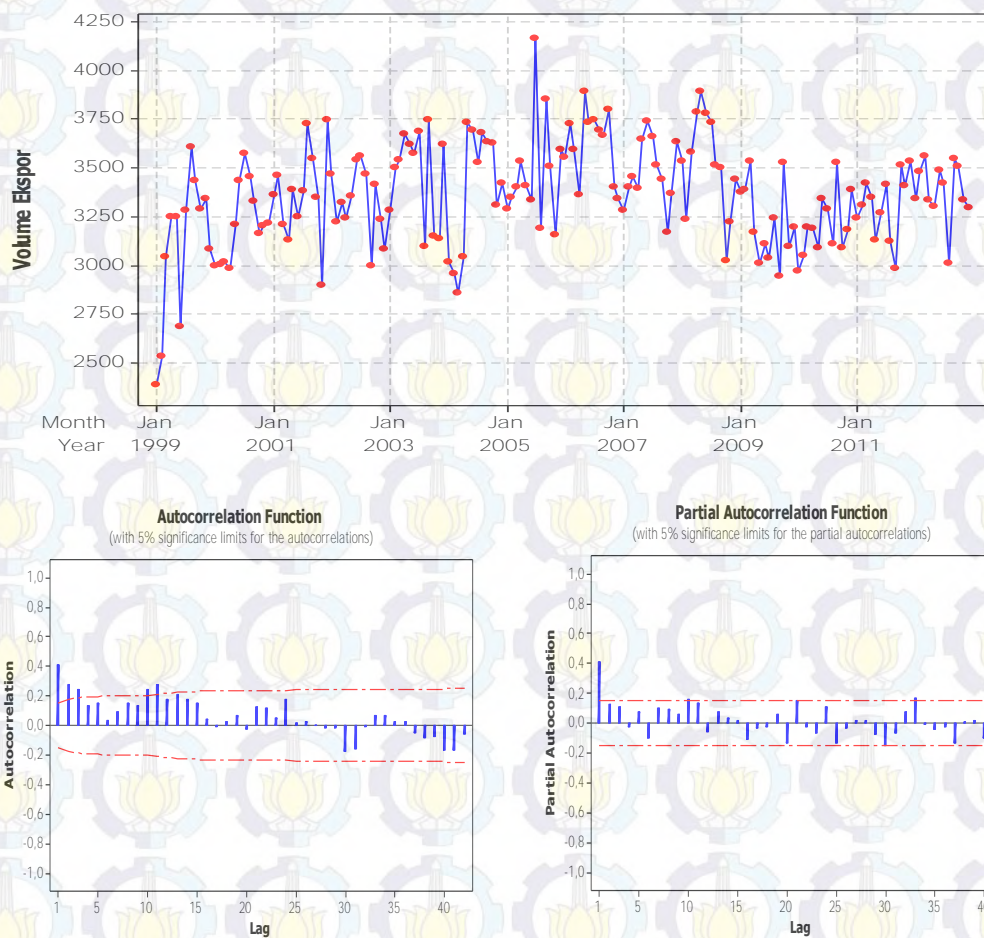 Volume Ekspor
4250
4000
3750
3500
3250
3000
2750
2500
Month Jan Jan Jan Jan Jan Jan Jan
Year 1999 2001 2003 2005 2007 2009 2011
Autocorrelation Function
(with 5% significance limits for the autocorrelations)
Autocorrelation
1,0
0,8
0,6
0,4
0,2
0,0
-0,2
-0,4
-0,6
-0,8
-1,0
1 5 10 15 20 25 30 35 40
Lag
Partial Autocorrelation Function
(with 5% significance limits for the partial autocorrelations)
Partial Autocorrelation
1,0
0,8
0,6
0,4
0,2
0,0
-0,2
-0,4
-0,6
-0,8
-1,0
1 5 10 15 20 25 30 35 40
Lag